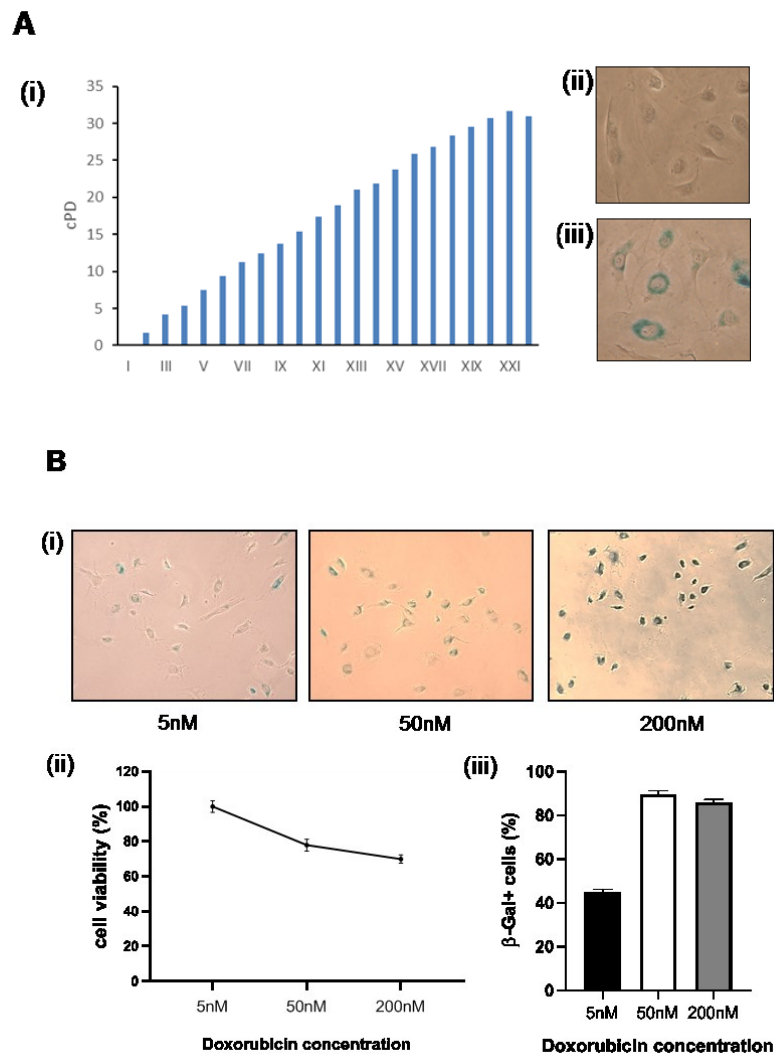 A
(i)
35
30
25
20
15
10
5
0
cPD
I III V VII IX XI XIII XV XVII XIX XXI
(ii)
(iii)
B
(i)
5nM 50nM 200nM
(ii)
120
100
80
60
40
20
0
cell viability (%)
5nM 50nM 200nM
Doxorubicin concentration
(iii)
100
80
60
40
20
0
β-Gal+ cells (%)
5nM 50nM 200nM
Doxorubicin concentration